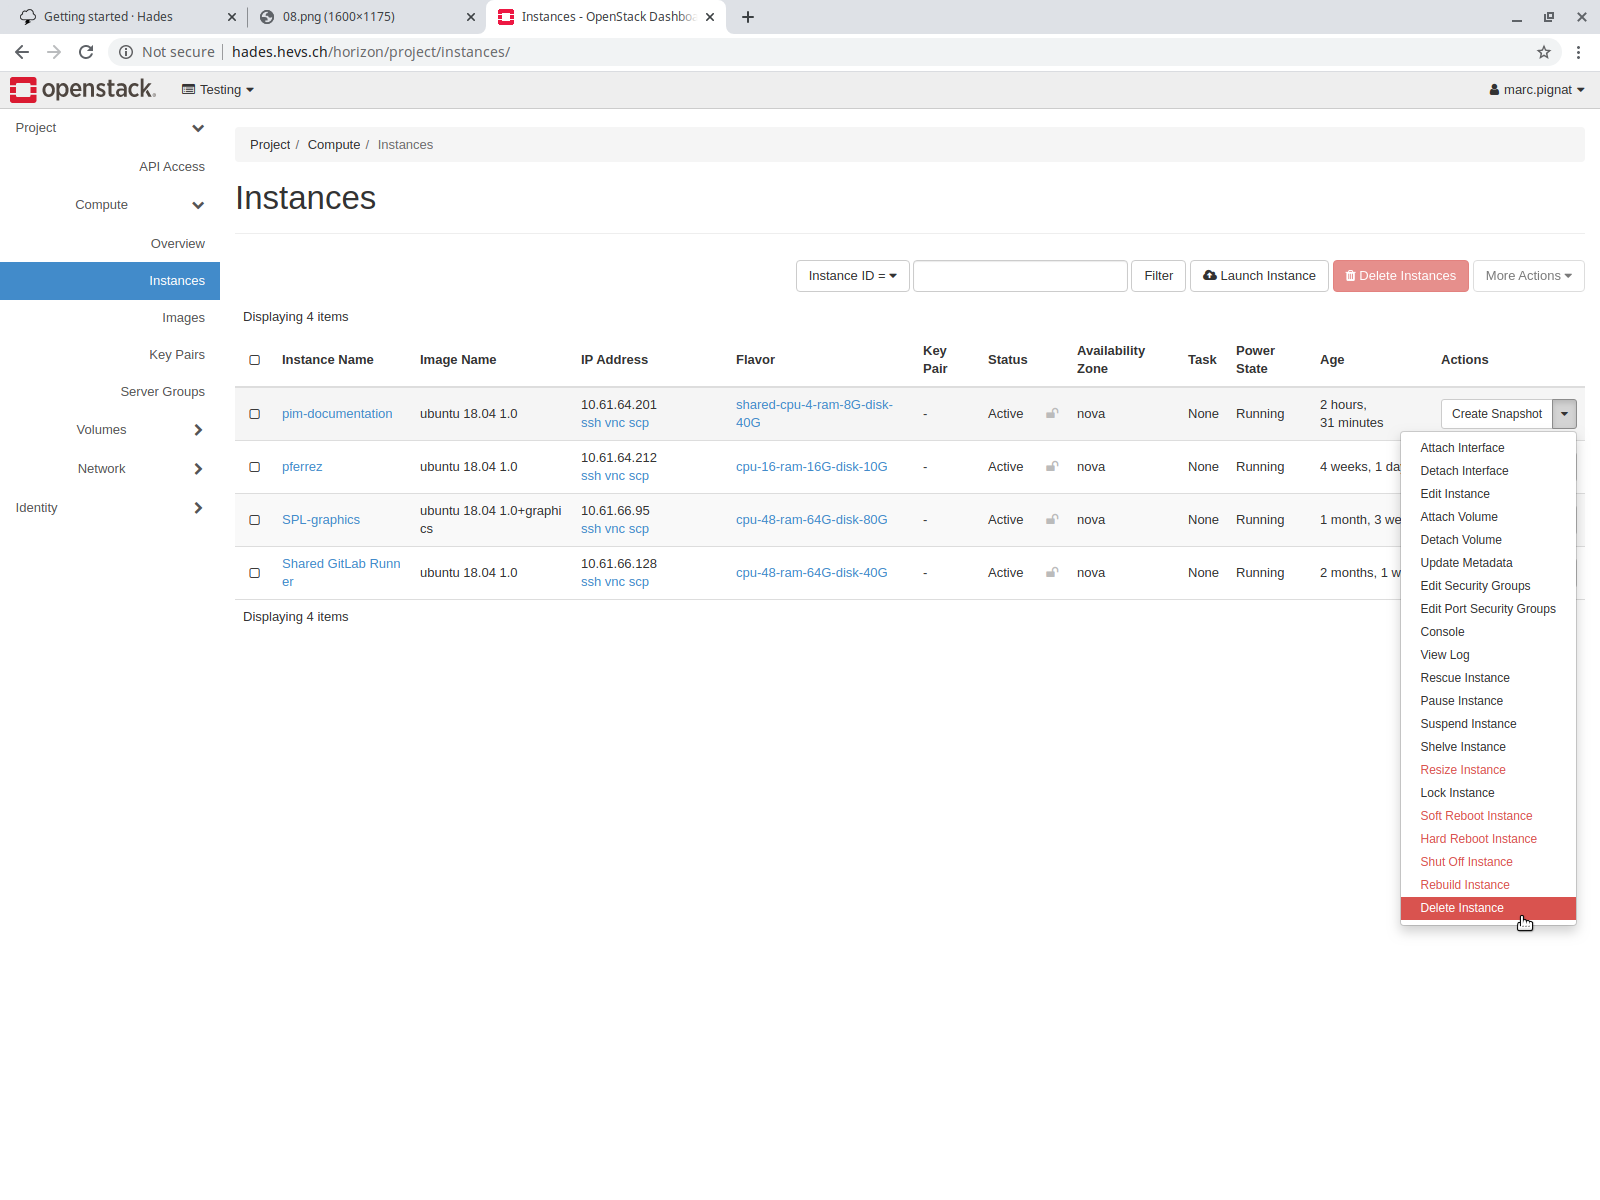 Getting started · Hades
08.png (1600×1175)
Instances - OpenStack Dashbo
Not secure
hades.hevs.ch/horizon/project/instances/
openstack.
Testing
marc.pignat
Project
API Access
Compute
Overview
Instances
Images
Key Pairs
Server Groups
Volumes
Network
Identity
Project / Compute / Instances
Instances
Instance ID =
Filter
Launch Instance
Delete Instances
More Actions
Displaying 4 items
Instance Name
Image Name
IP Address
Flavor
Key
Pair
Status
Availability
Zone
Task
Power
State
Age
Actions
pim-documentation
ubuntu 18.04 1.0
10.61.64.201
ssh vnc scp
shared-cpu-4-ram-8G-disk-
40G
-
Active
nova
None
Running
2 hours,
31 minutes
Create Snapshot
pferrez
ubuntu 18.04 1.0
10.61.64.212
ssh vnc scp
cpu-16-ram-16G-disk-10G
-
Active
nova
None
Running
4 weeks, 1 da
SPL-graphics
ubuntu 18.04 1.0+graphi
cs
10.61.66.95
ssh vnc scp
cpu-48-ram-64G-disk-80G
-
Active
nova
None
Running
1 month, 3 we
Shared GitLab Runn
er
ubuntu 18.04 1.0
10.61.66.128
ssh vnc scp
cpu-48-ram-64G-disk-40G
-
Active
nova
None
Running
2 months, 1 w
Displaying 4 items
Attach Interface
Detach Interface
Edit Instance
Attach Volume
Detach Volume
Update Metadata
Edit Security Groups
Edit Port Security Groups
Console
View Log
Rescue Instance
Pause Instance
Suspend Instance
Shelve Instance
Resize Instance
Lock Instance
Soft Reboot Instance
Hard Reboot Instance
Shut Off Instance
Rebuild Instance
Delete Instance